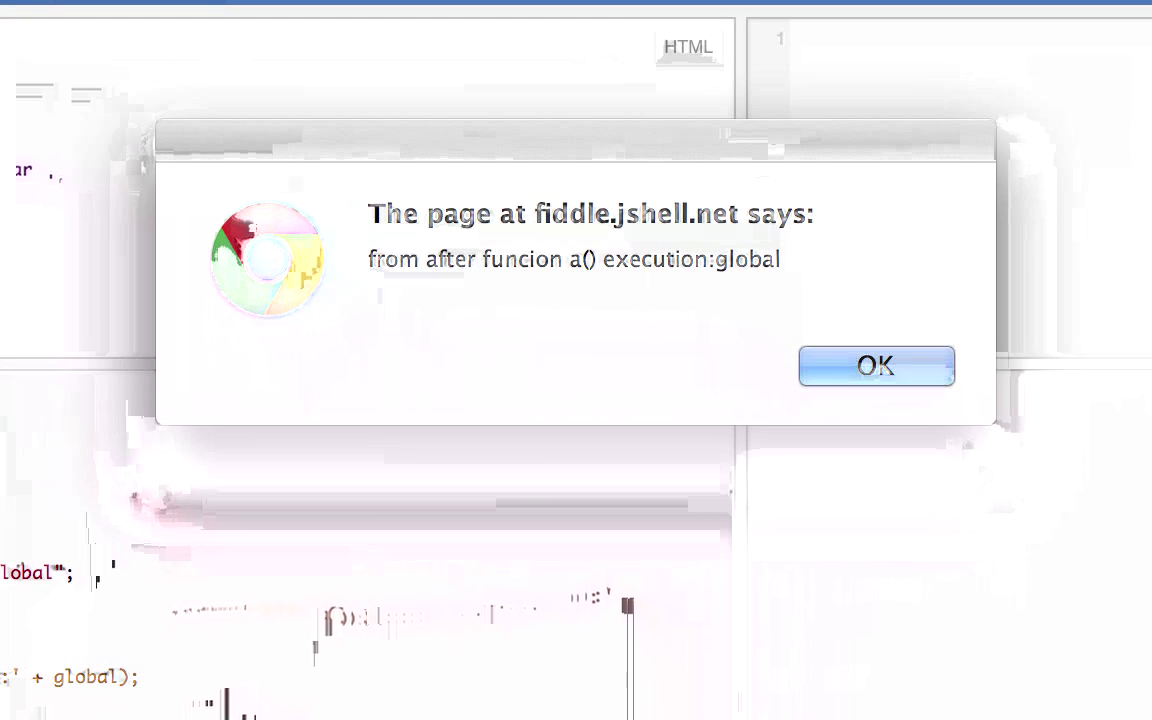 HTML
1
ar
The page at fiddle.jshell.net says:
from after funcion a() execution:global
OK
lobal";
:' + global);